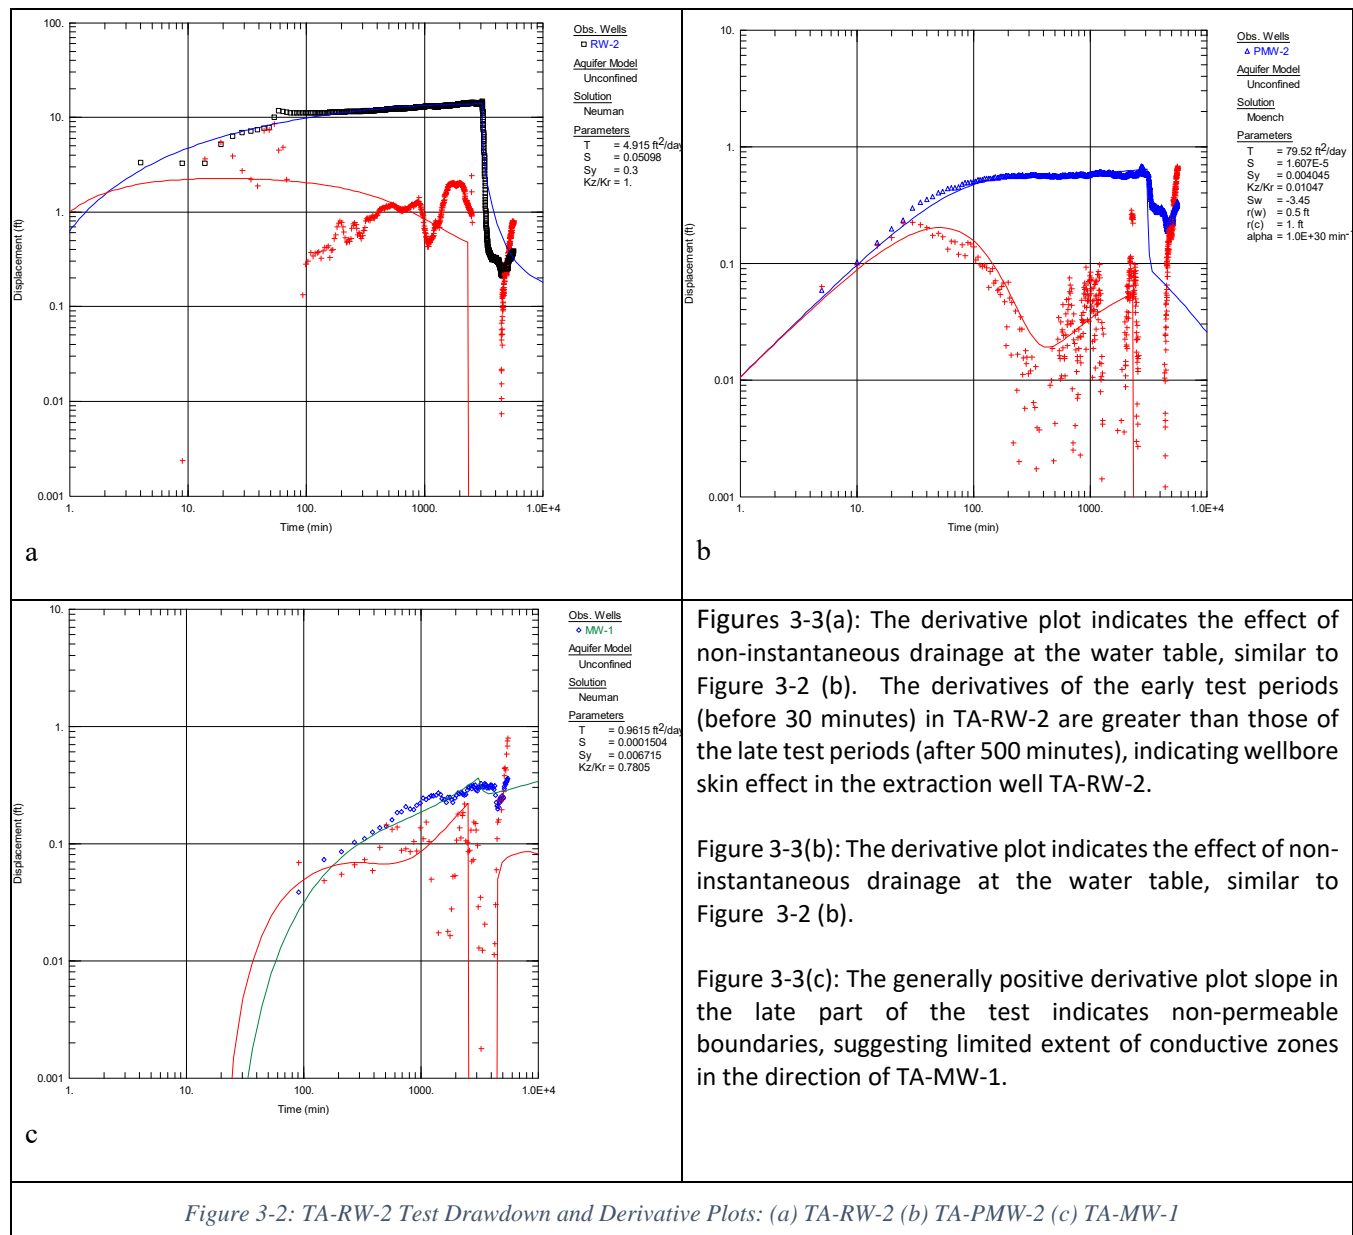 100.
10.
1.
0.1
0.01
0.001
1.
10.
100.
1000.
1.0E+4
Time (min)
Displacement (ft)
Obs. Wells
RW-2
Aquifer Model
Unconfined
Solution
Neuman
Parameters
T = 4.915 ft2/day
S = 0.05098
Sy = 0.3
Kz/Kr = 1.
a
10.
1.
0.1
0.01
0.001
1.
10.
100.
1000.
1.0E+4
Time (min)
Displacement (ft)
Obs. Wells
PMW-2
Aquifer Model
Unconfined
Solution
Moench
Parameters
T = 79.52 ft2/day
S = 1.607E-5
Sy = 0.004045
Kz/Kr = 0.01047
Sw = -3.45
r(w) = 0.5 ft
r(c) = 1. ft
alpha = 1.0E+30 min-1
b
10.
1.
0.1
0.01
0.001
1.
10.
100.
1000.
1.0E+4
Time (min)
Displacement (ft)
Obs. Wells
MW-1
Aquifer Model
Unconfined
Solution
Neuman
Parameters
T = 0.9615 ft2/day
S = 0.0001504
Sy = 0.006715
Kz/Kr = 0.7805
c
Figures 3-3(a): The derivative plot indicates the effect of
non-instantaneous drainage at the water table, similar to
Figure 3-2 (b). The derivatives of the early test periods
(before 30 minutes) in TA-RW-2 are greater than those of
the late test periods (after 500 minutes), indicating wellbore
skin effect in the extraction well TA-RW-2.
Figure 3-3(b): The derivative plot indicates the effect of non-
instantaneous drainage at the water table, similar to
Figure 3-2 (b).
Figure 3-3(c): The generally positive derivative plot slope in
the late part of the test indicates non-permeable
boundaries, suggesting limited extent of conductive zones
in the direction of TA-MW-1.
Figure 3-2: TA-RW-2 Test Drawdown and Derivative Plots: (a) TA-RW-2 (b) TA-PMW-2 (c) TA-MW-1